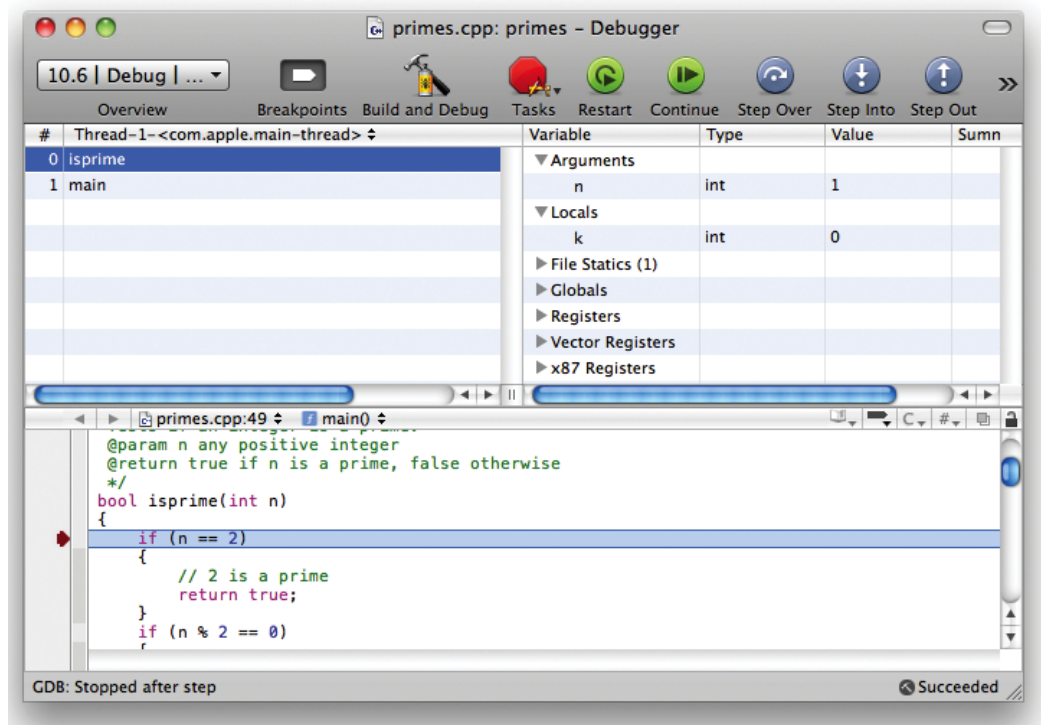 primes.cpp: primes – Debugger
10.6 | Debug | ...
Overview Breakpoints Build and Debug Tasks Restart Continue Step Over Step Into Step Out »
# Thread-1-<com.apple.main-thread> Variable Type Value Sumn
0 isprime
1 main
Arguments
n int 1
Locals
k int 0
File Statics (1)
Globals
Registers
Vector Registers
x87 Registers
primes.cpp:49 main() C #
@param n any positive integer
@return true if n is a prime, false otherwise
*/
bool isprime(int n)
{
if (n == 2)
{
// 2 is a prime
return true;
}
if (n % 2 == 0)
GDB: Stopped after step Succeeded